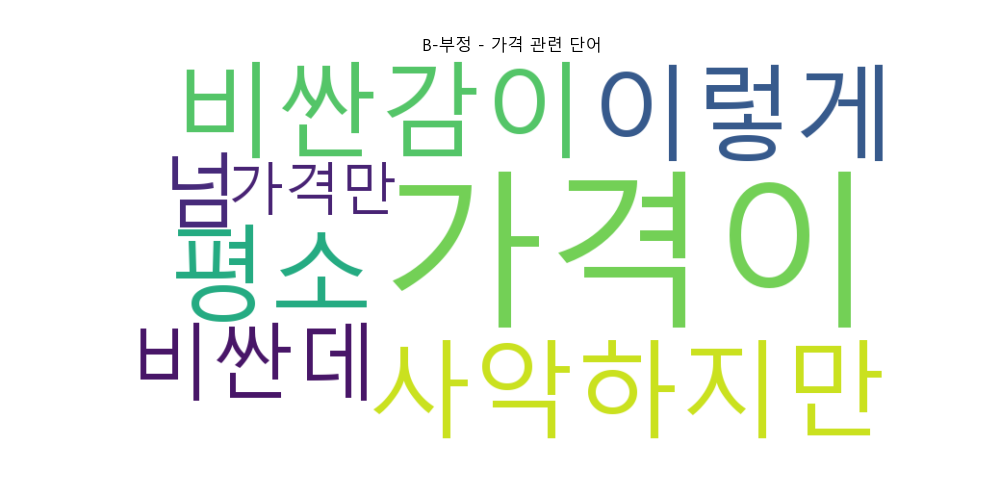 B-부정 - 가격 관련 단어
비싼감이 이렇게
넘 가격만
가격이
평소
비싼데
사악하지만